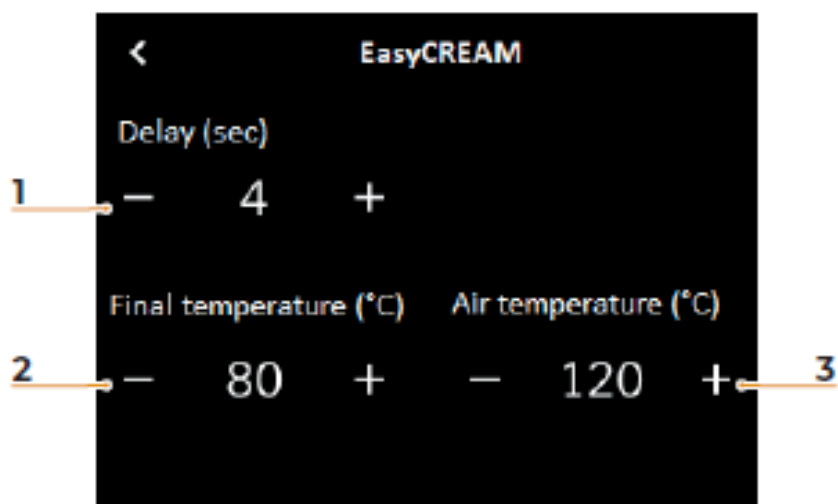 < EasyCREAM
Delay (sec)
1 − 4 +
Final temperature (°C) Air temperature (°C)
2 − 80 + − 120 + 3